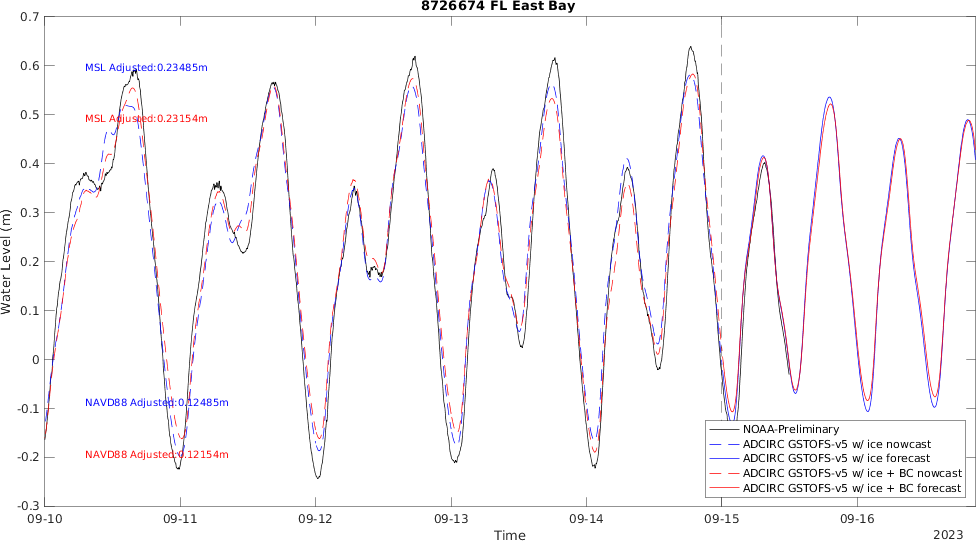 8726674 FL East Bay
0.7
0.6
0.5
0.4
0.3
0.2
0.1
0
-0.1
-0.2
-0.3
Water Level (m)
MSL Adjusted:0.23485m
MSL Adjusted:0.23154m
NAVD88 Adjusted:0.12485m
NAVD88 Adjusted:0.12154m
NOAA-Preliminary
ADCIRC GSTOFS-v5 w/ ice nowcast
ADCIRC GSTOFS-v5 w/ ice forecast
ADCIRC GSTOFS-v5 w/ ice + BC nowcast
ADCIRC GSTOFS-v5 w/ ice + BC forecast
09-10 09-11 09-12 09-13 09-14 09-15 09-16
Time
2023